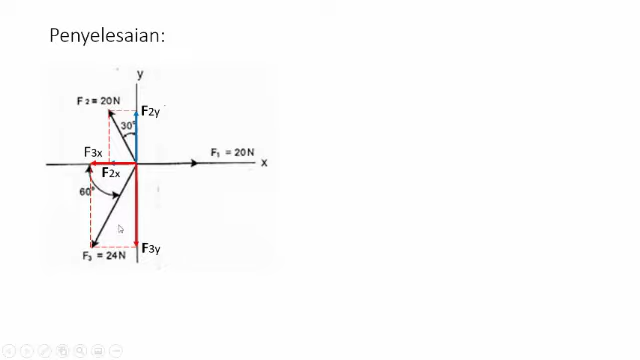 Penyelesaian:
y
F2 = 20N
F2y
30°
F3x
F1 = 20N
x
F2x
60°
F3y
F3 = 24N